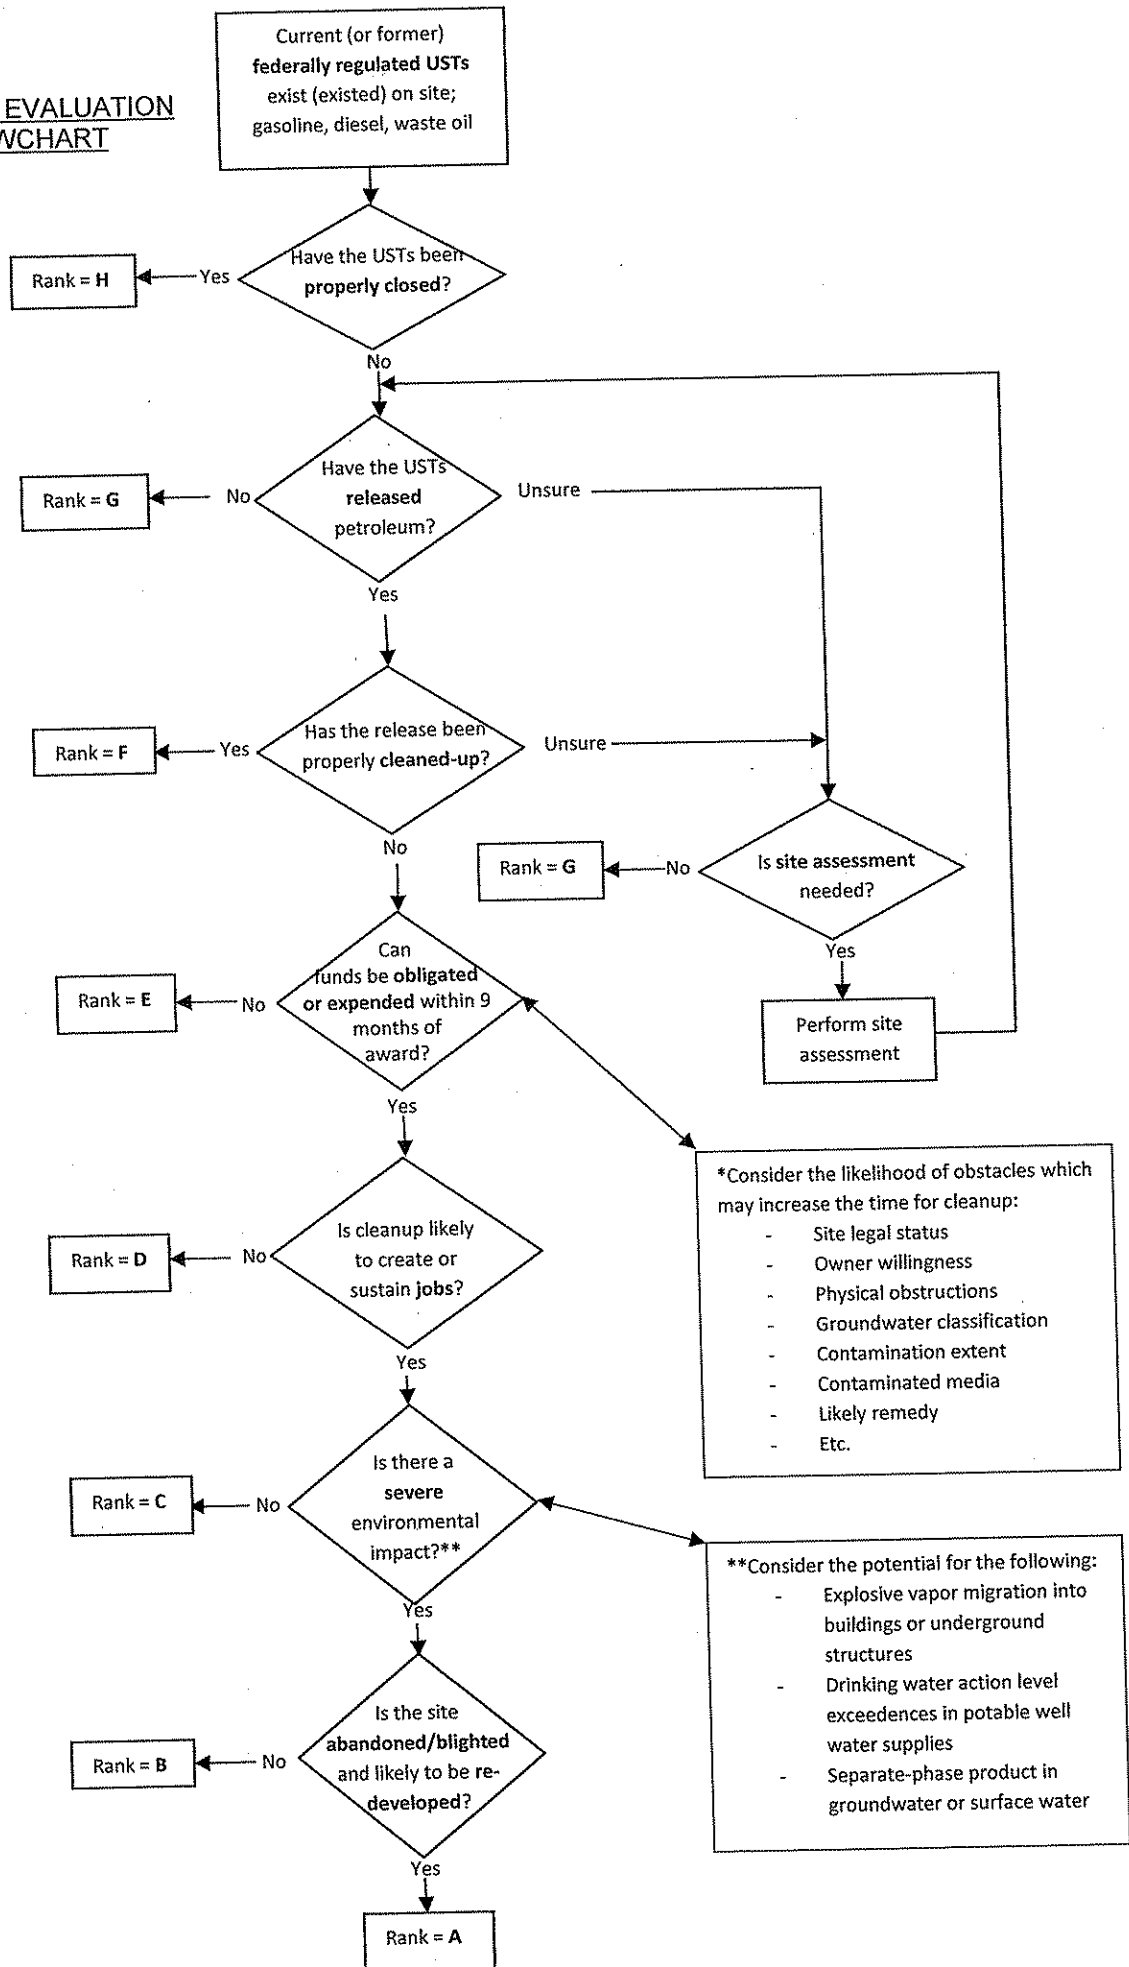 EVALUATION
WCHART
Current (or former)
federally regulated USTs
exist (existed) on site;
gasoline, diesel, waste oil
Have the USTs been
properly closed?
Yes
Rank = H
No
Have the USTs
released
petroleum?
No
Rank = G
Unsure
Yes
Has the release been
properly cleaned-up?
Yes
Rank = F
Unsure
No
Is site assessment
needed?
No
Rank = G
Yes
Perform site
assessment
Can
funds be obligated
or expended within 9
months of
award?
No
Rank = E
Yes
*Consider the likelihood of obstacles which
may increase the time for cleanup:
- Site legal status
- Owner willingness
- Physical obstructions
- Groundwater classification
- Contamination extent
- Contaminated media
- Likely remedy
- Etc.
Is cleanup likely
to create or
sustain jobs?
No
Rank = D
Yes
Is there a
severe
environmental
impact?**
No
Rank = C
Yes
**Consider the potential for the following:
- Explosive vapor migration into
buildings or underground
structures
- Drinking water action level
exceedences in potable well
water supplies
- Separate-phase product in
groundwater or surface water
Is the site
abandoned/blighted
and likely to be re-
developed?
No
Rank = B
Yes
Rank = A